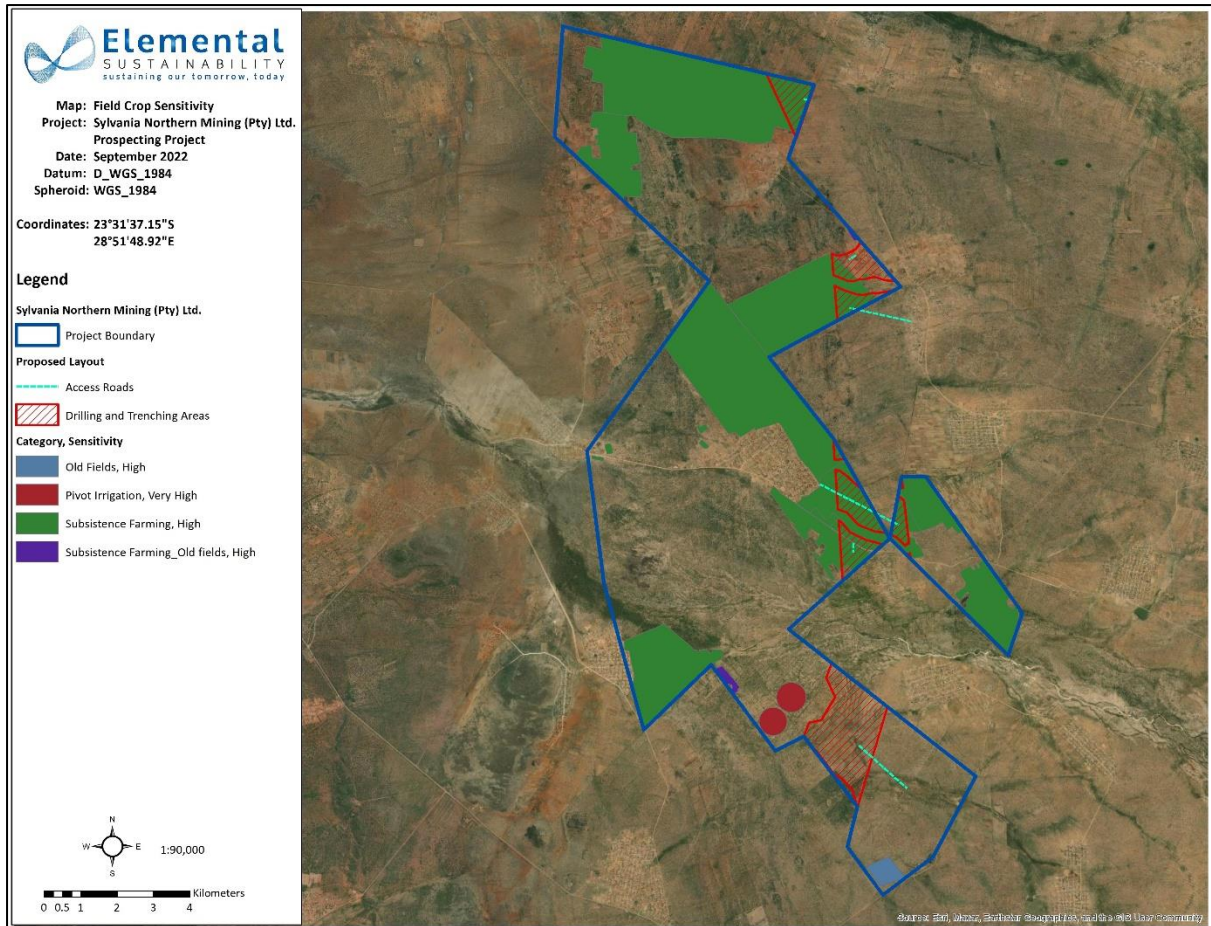 Elemental
SUSTAINABILITY
sustaining our tomorrow, today
Map: Field Crop Sensitivity
Project: Sylvania Northern Mining (Pty) Ltd.
Prospecting Project
Date: September 2022
Datum: D_WGS_1984
Spheroid: WGS_1984
Coordinates: 23°31'37.15"S
28°51'48.92"E
Legend
Sylvania Northern Mining (Pty) Ltd.
Project Boundary
Proposed Layout
Access Roads
Drilling and Trenching Areas
Category, Sensitivity
Old Fields, High
Pivot Irrigation, Very High
Subsistence Farming, High
Subsistence Farming_Old fields, High
N
W E
S
1:90,000
Kilometers
0 0.5 1 2 3 4
Source: Esri, Maxar, Earthstar Geographics, and the GIS User Community